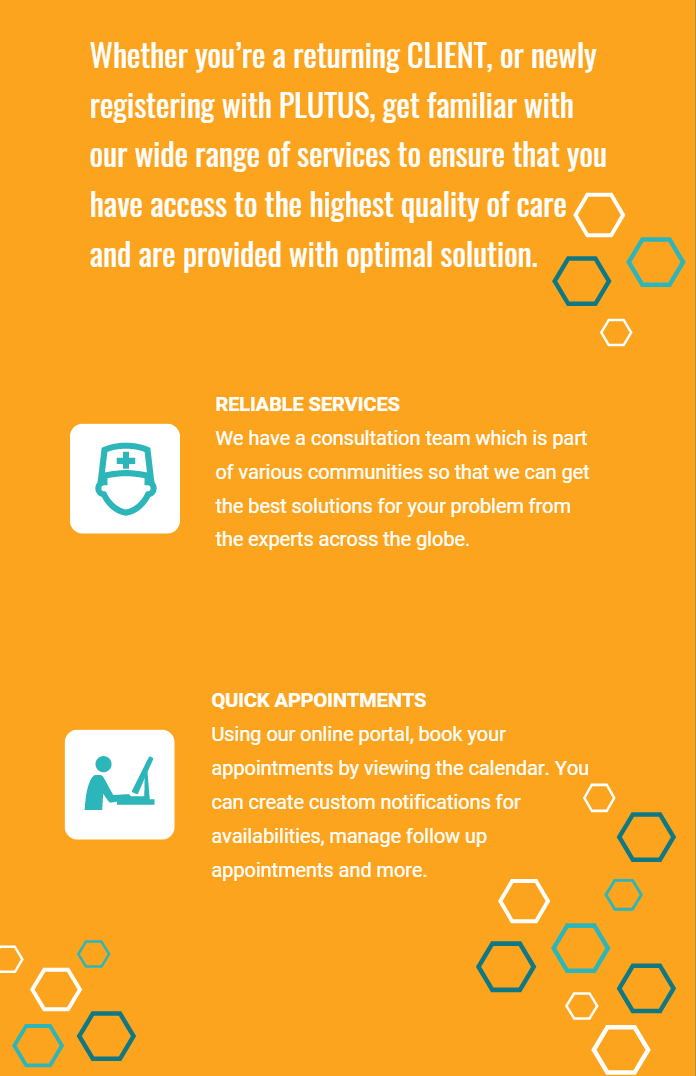 Whether you’re a returning CLIENT, or newly
registering with PLUTUS, get familiar with
our wide range of services to ensure that you
have access to the highest quality of care
and are provided with optimal solution.
RELIABLE SERVICES
We have a consultation team which is part
of various communities so that we can get
the best solutions for your problem from
the experts across the globe.
QUICK APPOINTMENTS
Using our online portal, book your
appointments by viewing the calendar. You
can create custom notifications for
availabilities, manage follow up
appointments and more.